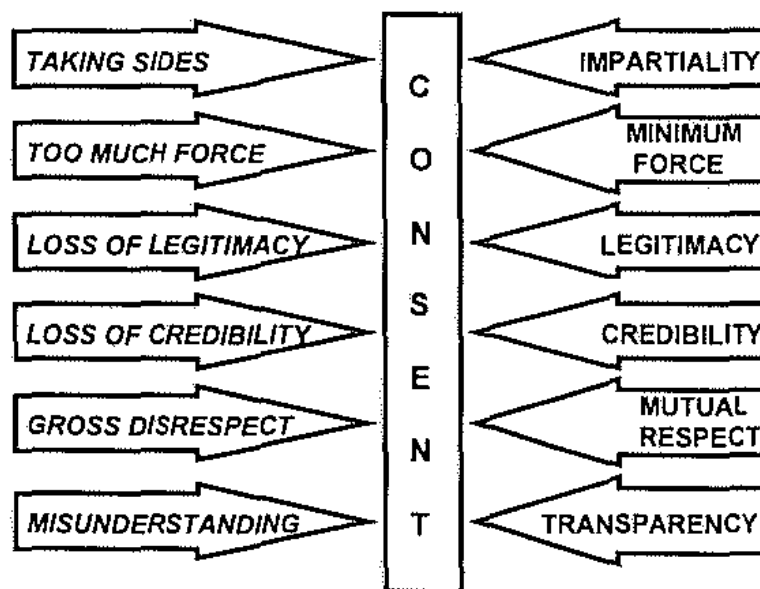 TAKING SIDES
TOO MUCH FORCE
LOSS OF LEGITIMACY
LOSS OF CREDIBILITY
GROSS DISRESPECT
MISUNDERSTANDING
C
O
N
S
E
N
T
IMPARTIALITY
MINIMUM
FORCE
LEGITIMACY
CREDIBILITY
MUTUAL
RESPECT
TRANSPARENCY